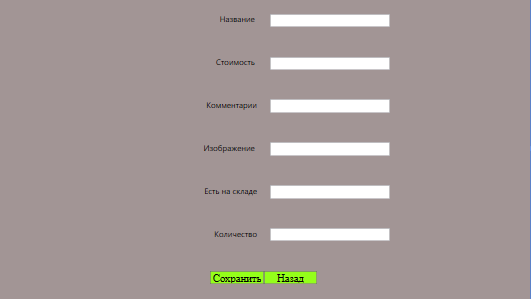 Название
Стоимость
Комментарии
Изображение
Есть на складе
Количество
Сохранить Назад